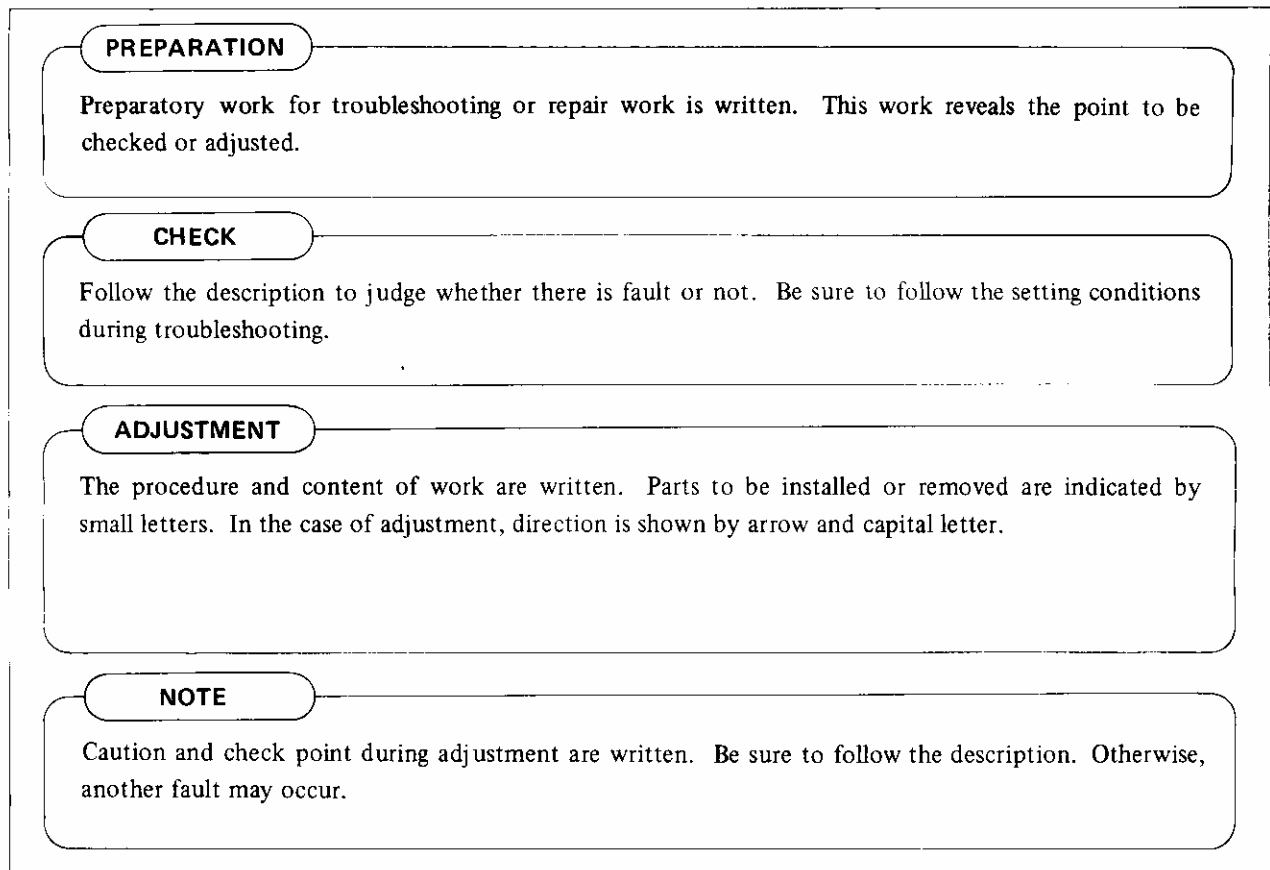 PREPARATION
Preparatory work for troubleshooting or repair work is written. This work reveals the point to be
checked or adjusted.
CHECK
Follow the description to judge whether there is fault or not. Be sure to follow the setting conditions
during troubleshooting.
ADJUSTMENT
The procedure and content of work are written. Parts to be installed or removed are indicated by
small letters. In the case of adjustment, direction is shown by arrow and capital letter.
NOTE
Caution and check point during adjustment are written. Be sure to follow the description. Otherwise,
another fault may occur.